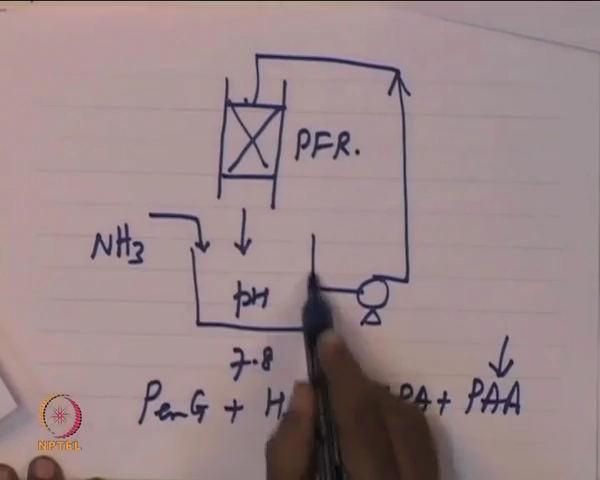 PFR.
NH3
pH
7.8
PenG + H PA + PAA
NPTEL